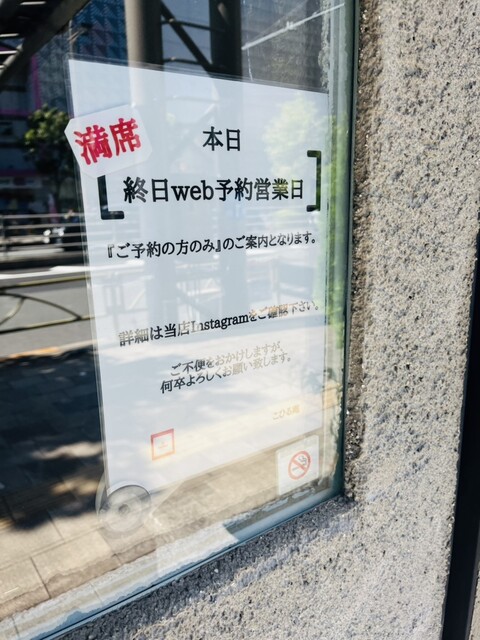 満席
本日
終日web予約営業日
『ご予約の方のみ』のご案内となります。
詳細は当店Instagramをご確認下さい。
ご不便をおかけしますが、
何卒よろしくお願い致します。